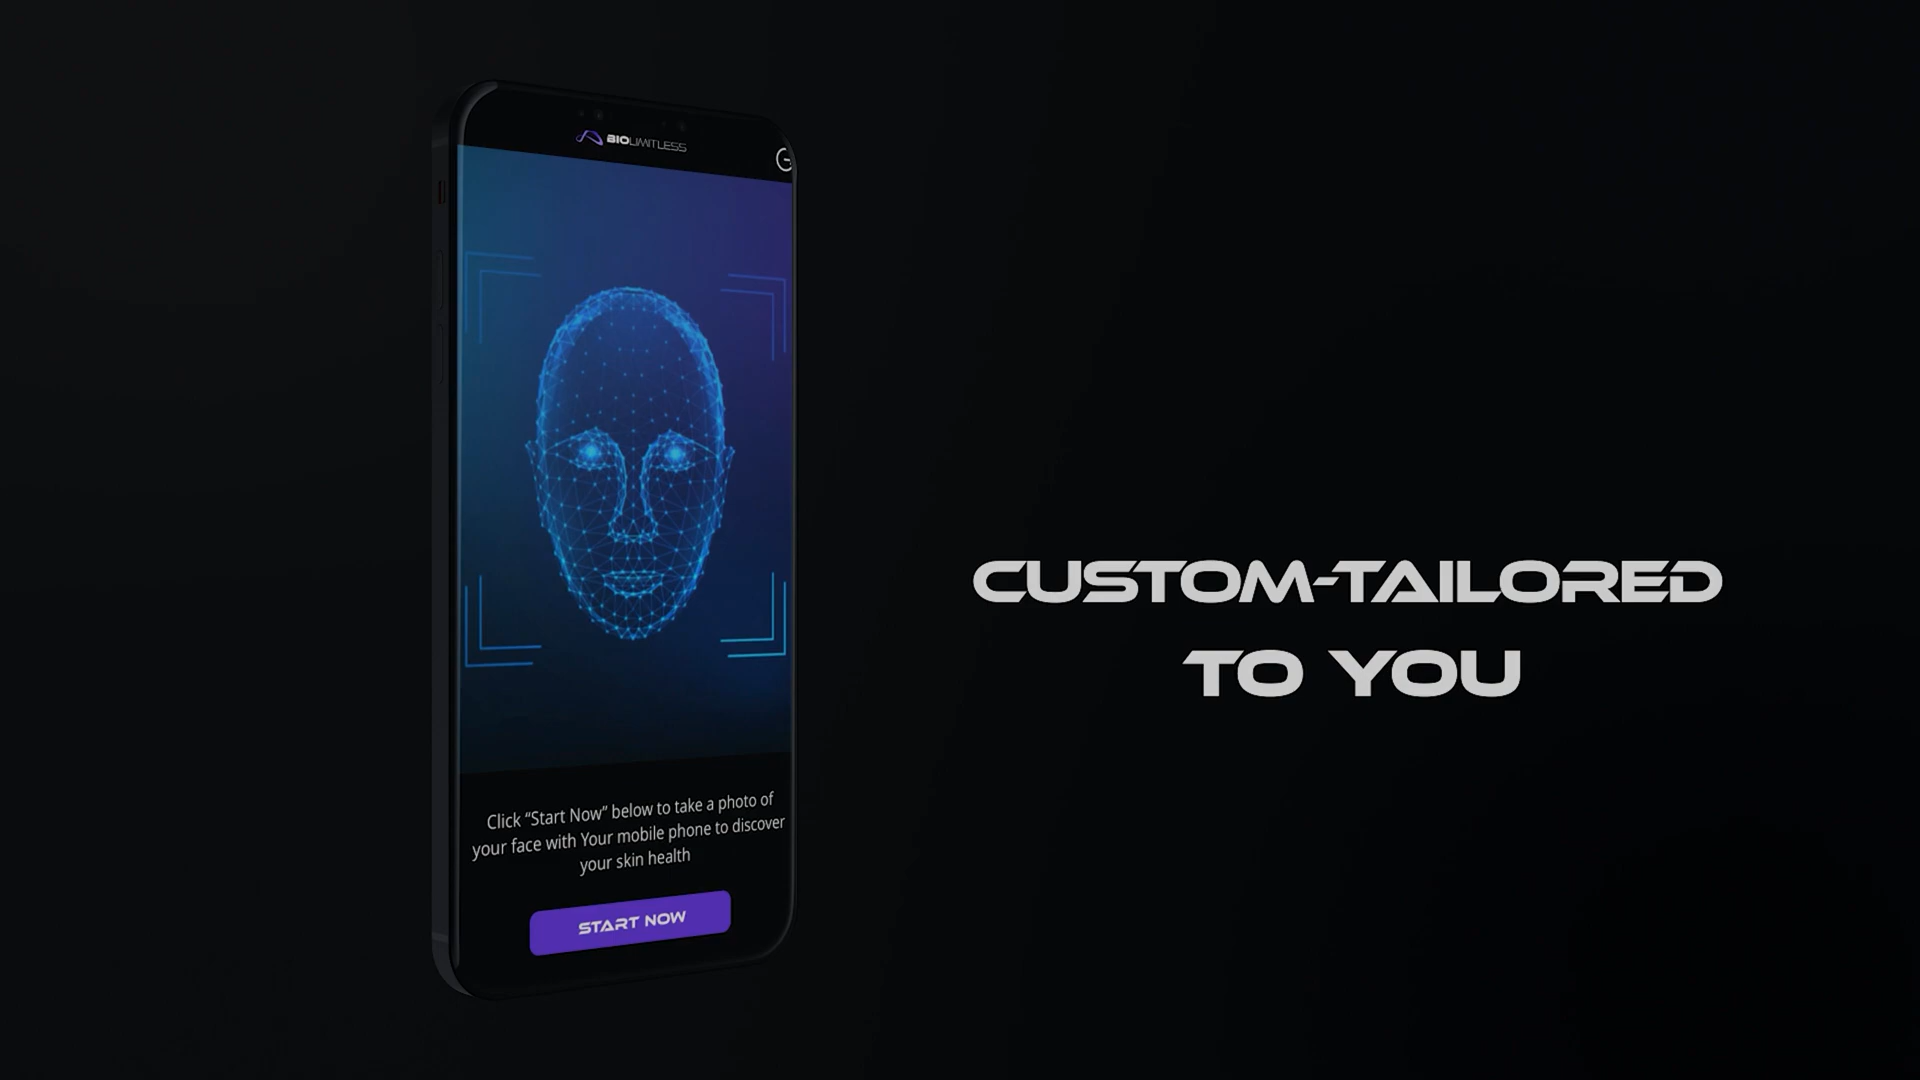 BIOLIMITLESS
CUSTOM-TAILORED
TO YOU
Click “Start Now” below to take a photo of
your face with Your mobile phone to discover
your skin health
START NOW